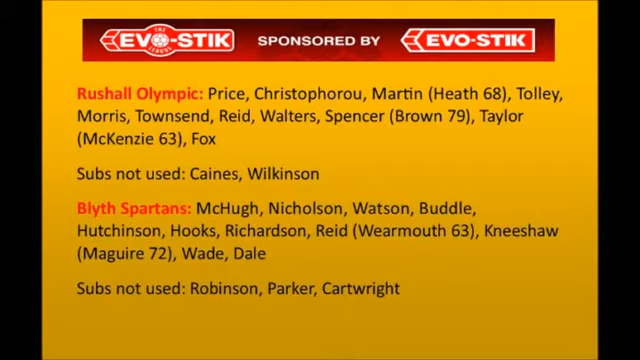 THE
EVO-STIK
LEAGUE
SPONSORED BY
EVO-STIK
Rushall Olympic: Price, Christophorou, Martin (Heath 68), Tolley,
Morris, Townsend, Reid, Walters, Spencer (Brown 79), Taylor
(McKenzie 63), Fox
Subs not used: Caines, Wilkinson
Blyth Spartans: McHugh, Nicholson, Watson, Buddle,
Hutchinson, Hooks, Richardson, Reid (Wearmouth 63), Kneeshaw
(Maguire 72), Wade, Dale
Subs not used: Robinson, Parker, Cartwright